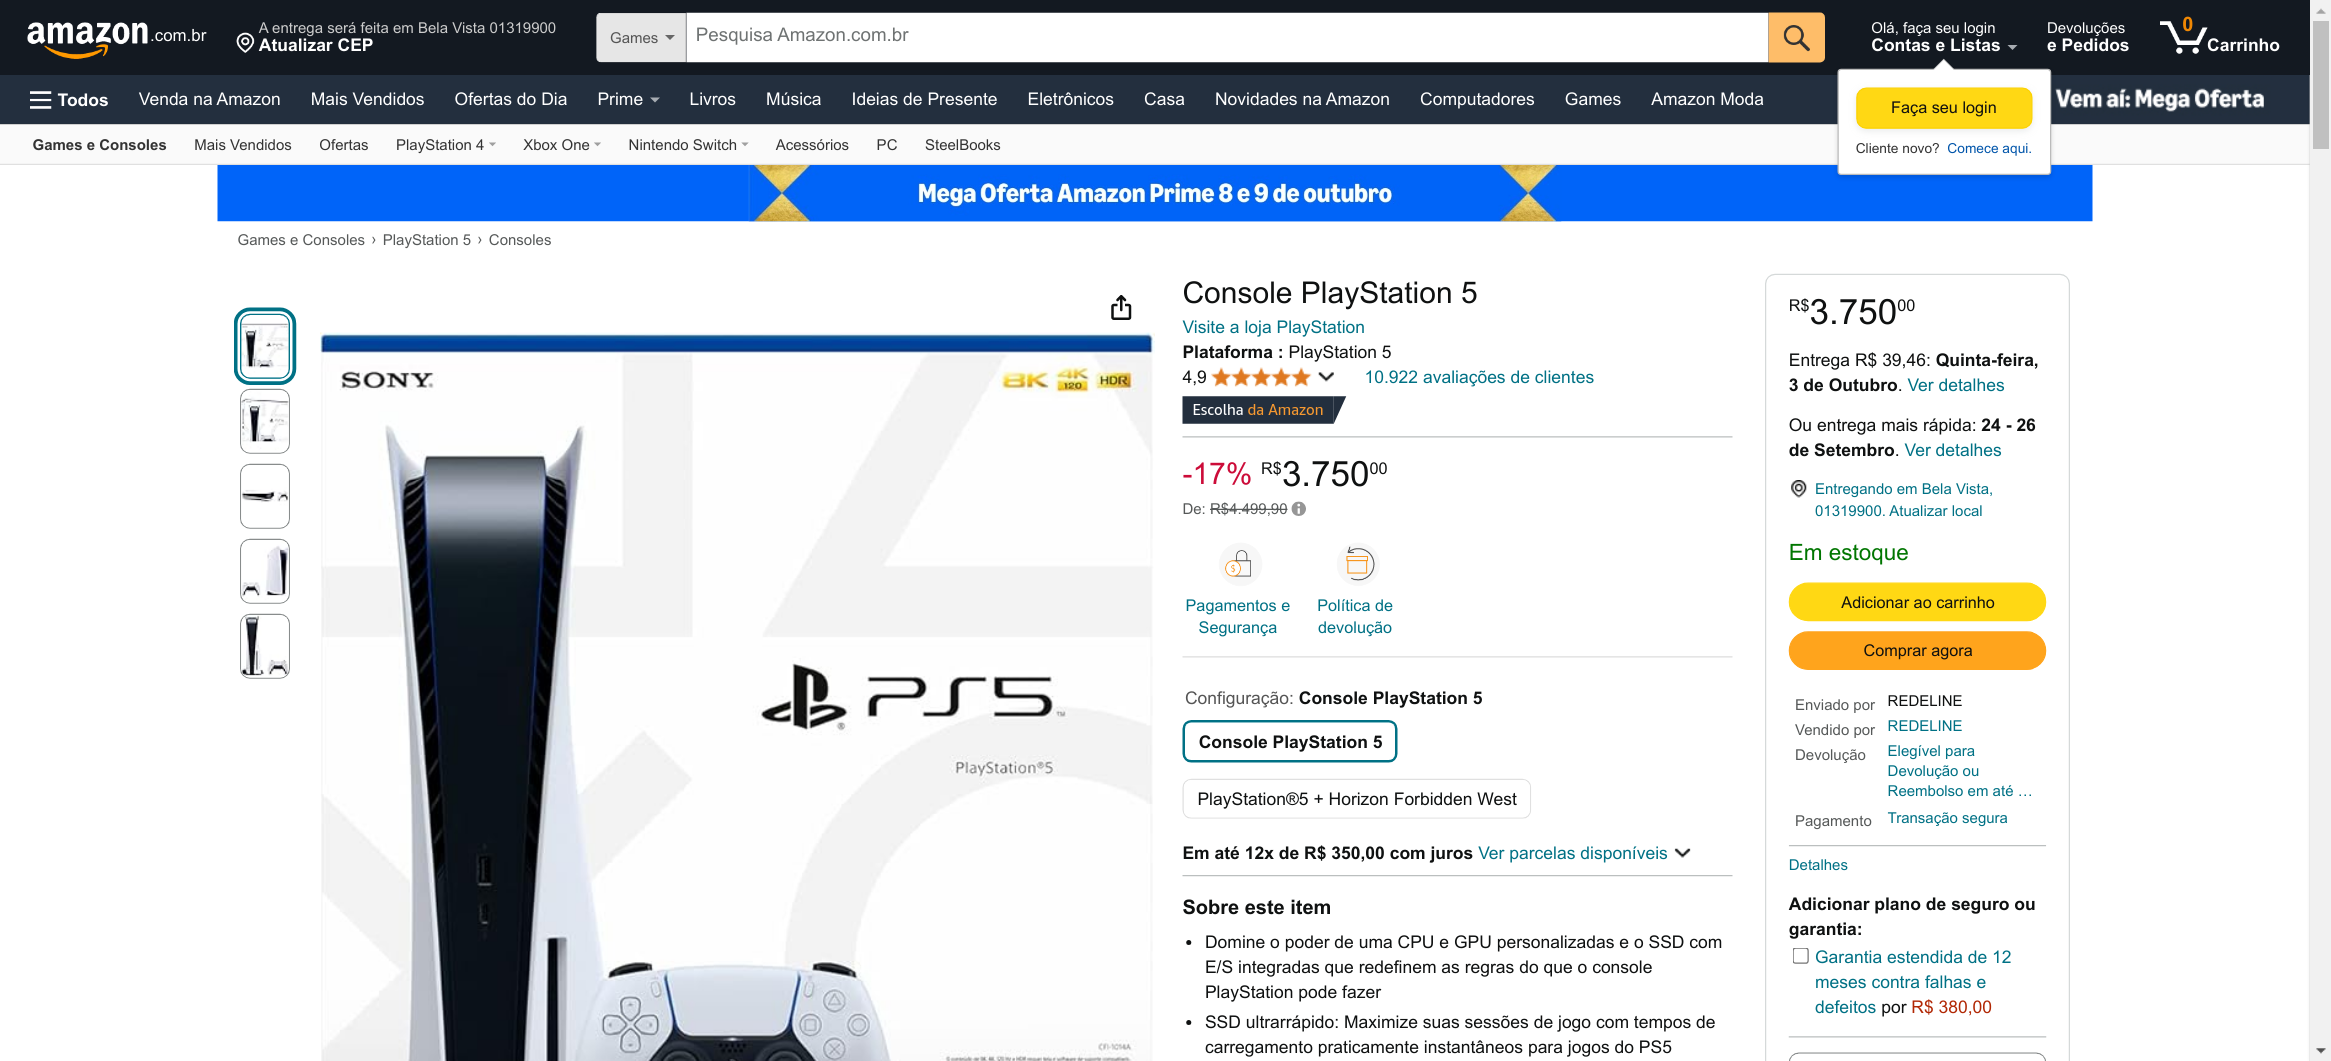 amazon.com.br
A entrega será feita em Bela Vista 01319900
Atualizar CEP
Games
Pesquisa Amazon.com.br
Olá, faça seu login
Contas e Listas
Devoluções
e Pedidos
0
Carrinho
Todos
Venda na Amazon
Mais Vendidos
Ofertas do Dia
Prime
Livros
Música
Ideias de Presente
Eletrônicos
Casa
Novidades na Amazon
Computadores
Games
Amazon Moda
Vem aí: Mega Oferta
Faça seu login
Cliente novo? Comece aqui.
Games e Consoles
Mais Vendidos
Ofertas
PlayStation 4
Xbox One
Nintendo Switch
Acessórios
PC
SteelBooks
Mega Oferta Amazon Prime 8 e 9 de outubro
Games e Consoles › PlayStation 5 › Consoles
SONY
8K 4K 120 HDR
PS5™
PlayStation®5
CFI-1014A
Console PlayStation 5
Visite a loja PlayStation
Plataforma : PlayStation 5
4,9
10.922 avaliações de clientes
Escolha da Amazon
-17% R$3.75000
De: R$4.499,90
Pagamentos e
Segurança
Política de
devolução
Configuração: Console PlayStation 5
Console PlayStation 5
PlayStation®5 + Horizon Forbidden West
Em até 12x de R$ 350,00 com juros Ver parcelas disponíveis
Sobre este item
• Domine o poder de uma CPU e GPU personalizadas e o SSD com
E/S integradas que redefinem as regras do que o console
PlayStation pode fazer
• SSD ultrarrápido: Maximize suas sessões de jogo com tempos de
carregamento praticamente instantâneos para jogos do PS5
R$3.75000
Entrega R$ 39,46: Quinta-feira,
3 de Outubro. Ver detalhes
Ou entrega mais rápida: 24 - 26
de Setembro. Ver detalhes
Entregando em Bela Vista,
01319900. Atualizar local
Em estoque
Adicionar ao carrinho
Comprar agora
Enviado por REDELINE
Vendido por REDELINE
Devolução Elegível para
Devolução ou
Reembolso em até …
Pagamento Transação segura
Detalhes
Adicionar plano de seguro ou
garantia:
Garantia estendida de 12
meses contra falhas e
defeitos por R$ 380,00